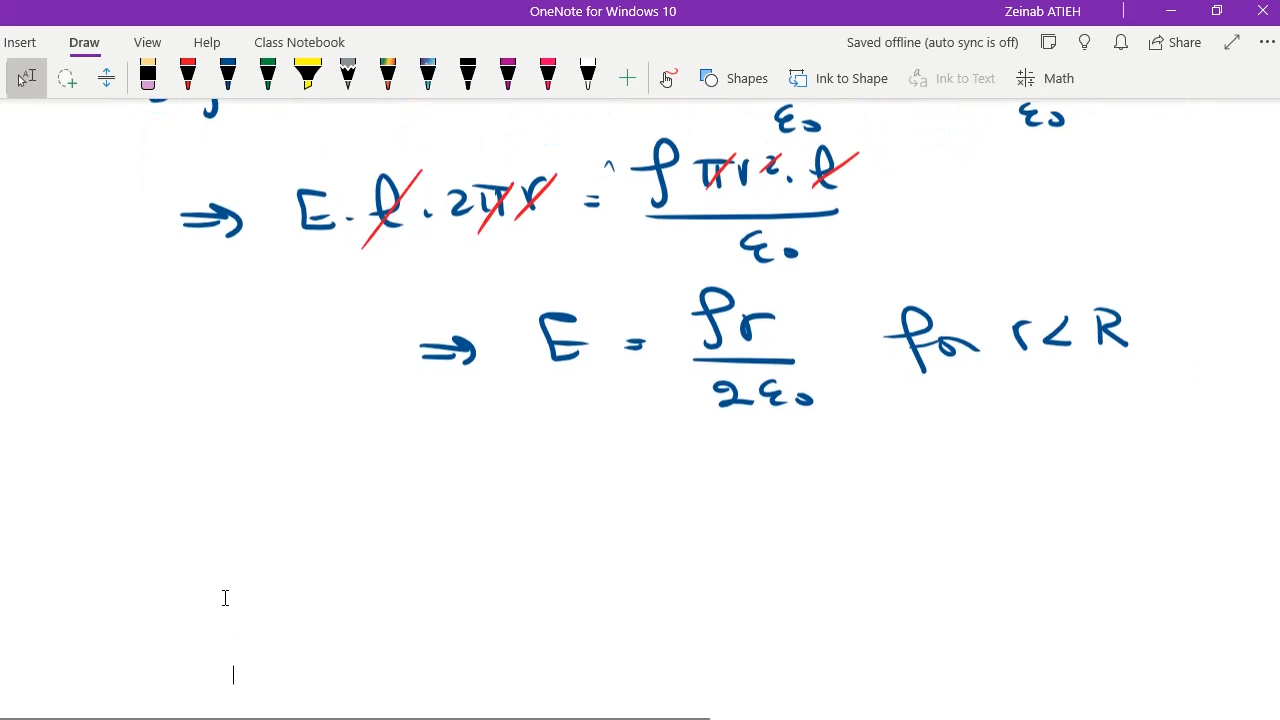 OneNote for Windows 10
Zeinab ATIEH
Insert Draw View Help Class Notebook
Saved offline (auto sync is off) Share
Shapes Ink to Shape Ink to Text Math
ε₀ ε₀
⇒ E . l . 2πr = ρ πr² . l / ε₀
⇒ E = ρr / 2ε₀ for r < R